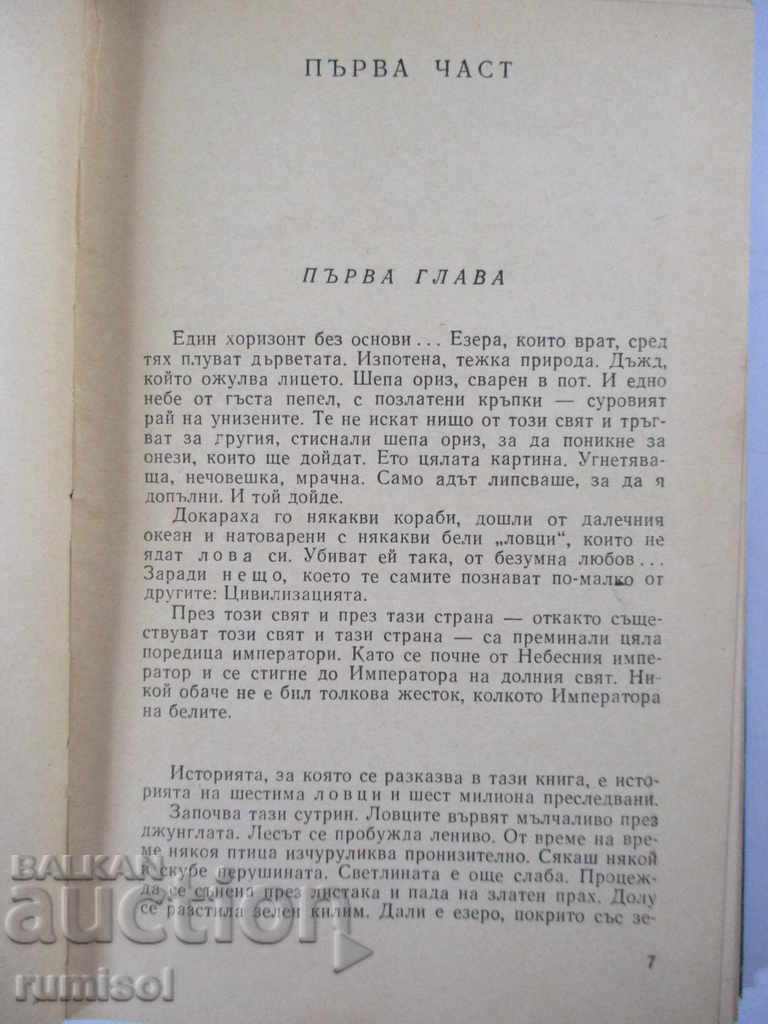 ПЪРВА ЧАСТ
ПЪРВА ГЛАВА
Един хоризонт без основи... Езера, които врат, сред
тях плуват дърветата. Изпотена, тежка природа. Дъжд,
който ожулва лицето. Шепа ориз, сварен в пот. И едно
небе от гъста пепел, с позлатени кръпки — суровият
рай на унизените. Те не искат нищо от този свят и тръг-
ват за другия, стиснали шепа ориз, за да поникне за
онези, които ще дойдат. Ето цялата картина. Угнетява-
ща, нечовешка, мрачна. Само адът липсваше, за да я
допълни. И той дойде.
Докараха го някакви кораби, дошли от далечния
океан и натоварени с някакви бели „ловци“, които не
ядат лова си. Убиват ей така, от безумна любов...
Заради нещо, което те самите познават по-малко от
другите: Цивилизацията.
През този свят и през тази страна — откакто съще-
ствуват този свят и тази страна — са преминали цяла
поредица императори. Като се почне от Небесния импе-
ратор и се стигне до Императора на долния свят. Ни-
кой обаче не е бил толкова жесток, колкото Императора
на белите.
Историята, за която се разказва в тази книга, е исто-
рията на шестима ловци и шест милиона преследвани.
Започва тази сутрин. Ловците вървят мълчаливо през
джунглата. Лесът се пробужда лениво. От време на вре-
ме някоя птица изчуруликва пронизително. Сякаш някой
к скубе перушината. Светлината е още слаба. Процеж-
да се сънена през листака и пада на златен прах. Долу
се разстила зелен килим. Дали е езеро, покрито със зе-
7
BALKAN
auction
rumisol